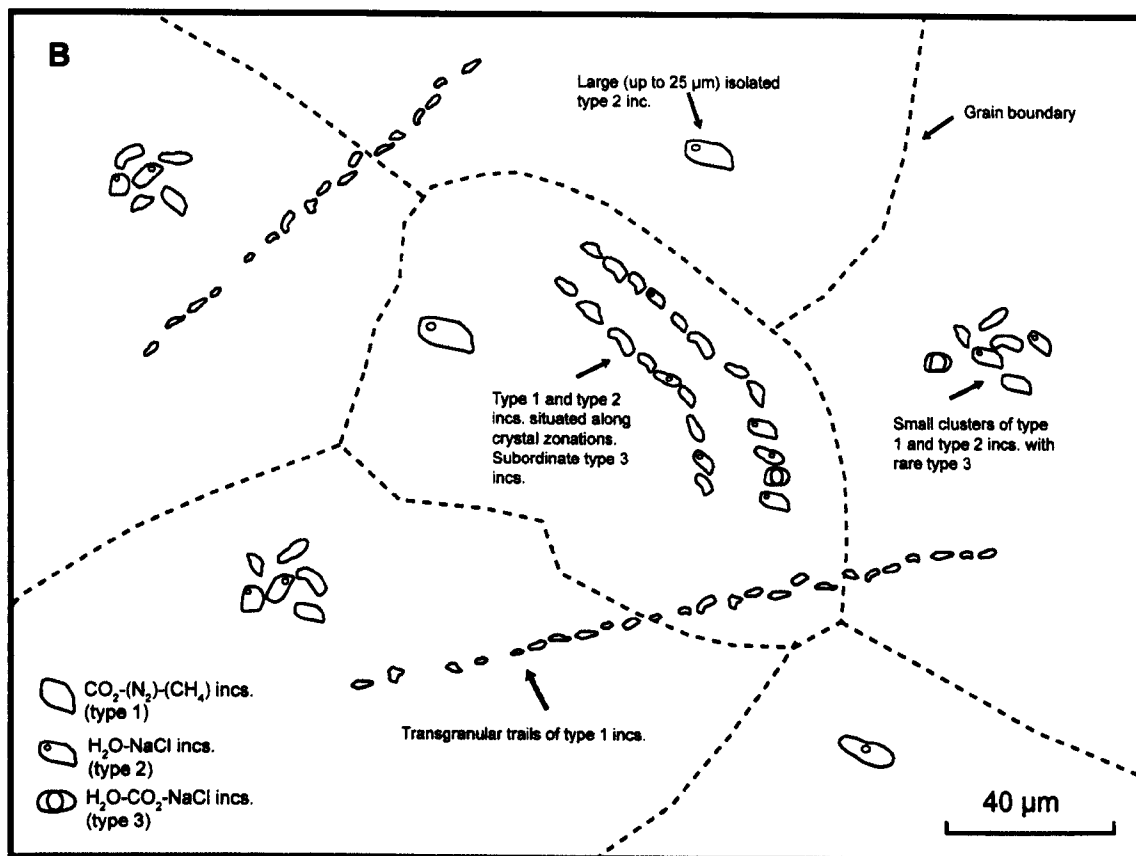 B
Large (up to 25 µm) isolated
type 2 inc.
Grain boundary
Type 1 and type 2
incs. situated along
crystal zonations.
Subordinate type 3
incs.
Small clusters of type
1 and type 2 incs. with
rare type 3
CO₂-(N₂)-(CH₄) incs.
(type 1)
H₂O-NaCl incs.
(type 2)
H₂O-CO₂-NaCl incs.
(type 3)
Transgranular trails of type 1 incs.
40 µm